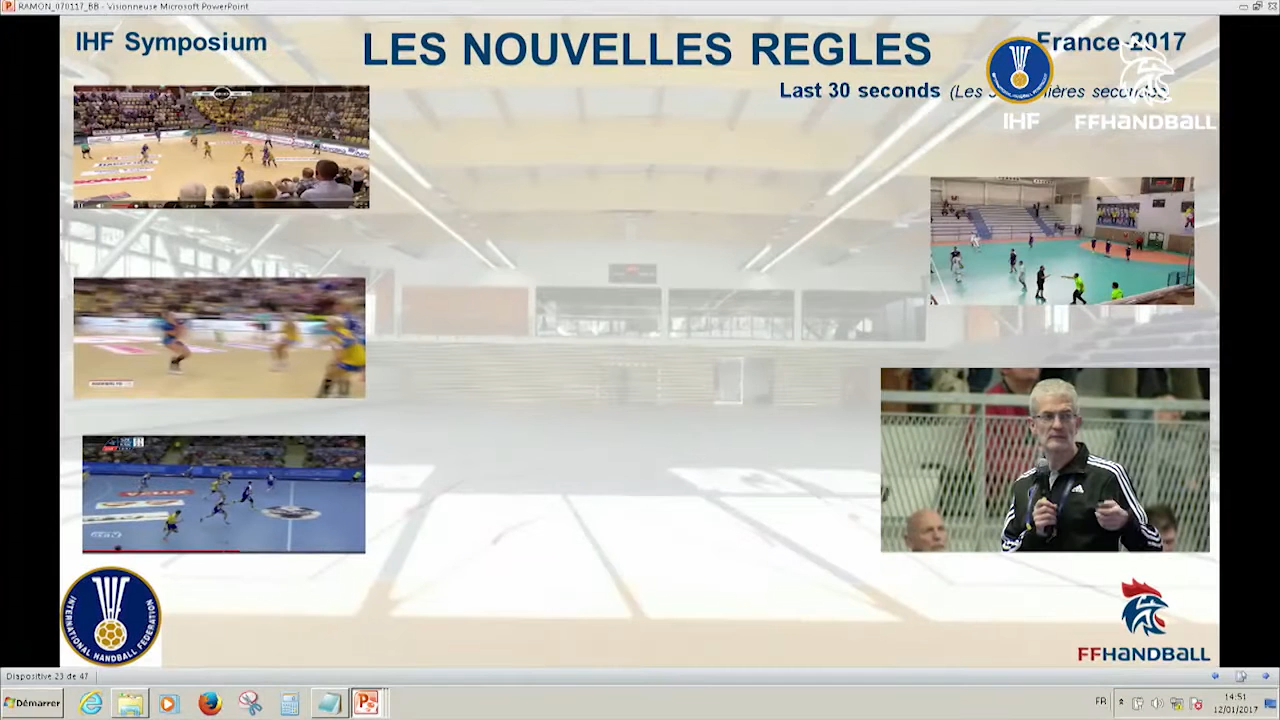 RAMON_070117_BB - Visionneuse Microsoft PowerPoint
IHF Symposium
LES NOUVELLES REGLES
France 2017
Last 30 seconds (Les
IHF
FFHANDBALL
INTERNATIONAL HANDBALL FEDERATION
FFHANDBALL
Diapositive 23 de 47
Démarrer
FR
14:51
12/01/2017